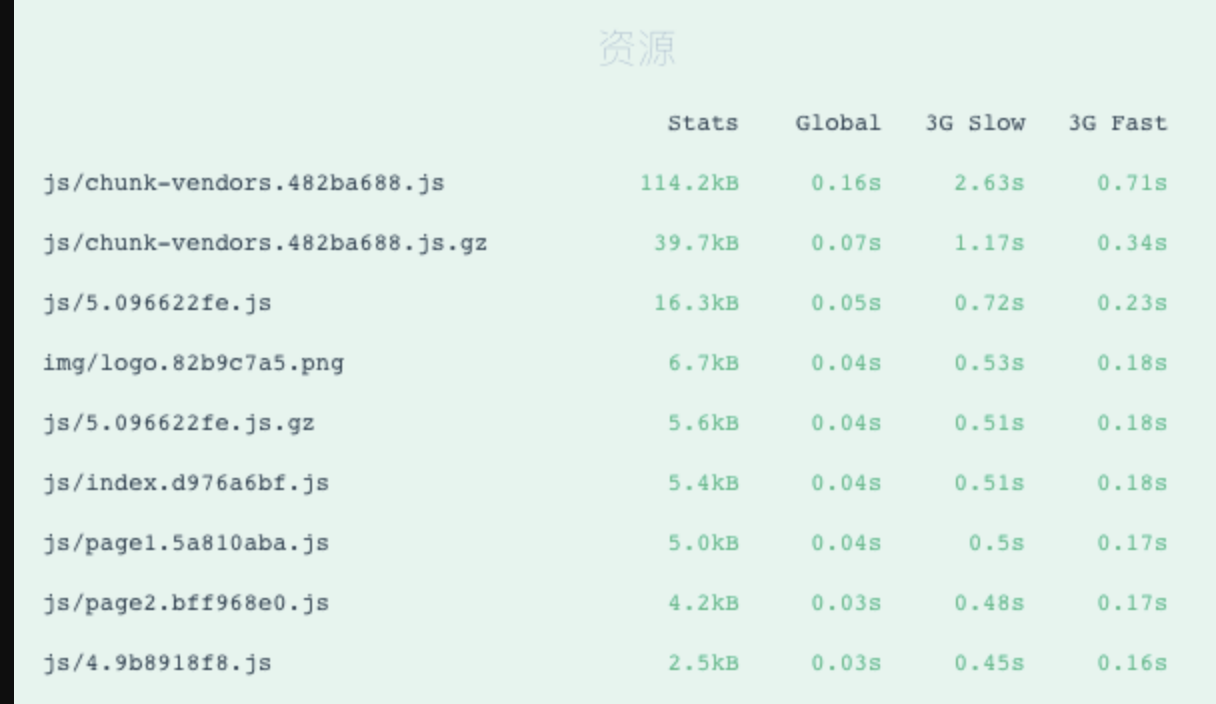 资源
Stats Global 3G Slow 3G Fast
js/chunk-vendors.482ba688.js 114.2kB 0.16s 2.63s 0.71s
js/chunk-vendors.482ba688.js.gz 39.7kB 0.07s 1.17s 0.34s
js/5.096622fe.js 16.3kB 0.05s 0.72s 0.23s
img/logo.82b9c7a5.png 6.7kB 0.04s 0.53s 0.18s
js/5.096622fe.js.gz 5.6kB 0.04s 0.51s 0.18s
js/index.d976a6bf.js 5.4kB 0.04s 0.51s 0.18s
js/page1.5a810aba.js 5.0kB 0.04s 0.5s 0.17s
js/page2.bff968e0.js 4.2kB 0.03s 0.48s 0.17s
js/4.9b8918f8.js 2.5kB 0.03s 0.45s 0.16s